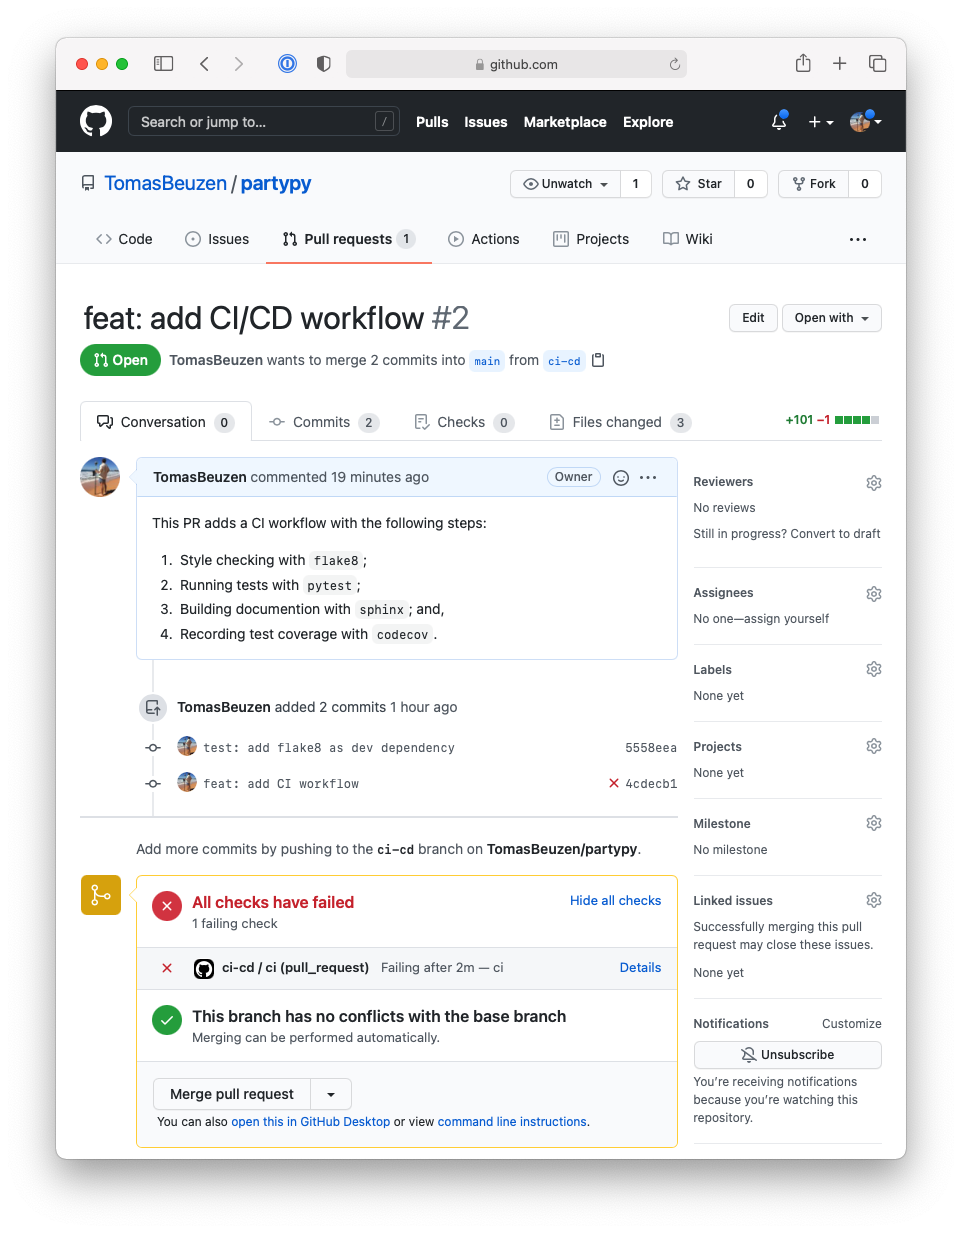 github.com
Search or jump to... /
Pulls Issues Marketplace Explore
TomasBeuzen / partypy
Unwatch 1 Star 0 Fork 0
Code Issues Pull requests 1 Actions Projects Wiki
feat: add CI/CD workflow #2
Edit Open with
Open TomasBeuzen wants to merge 2 commits into main from ci-cd
Conversation 0 Commits 2 Checks 0 Files changed 3 +101 −1
TomasBeuzen commented 19 minutes ago Owner
This PR adds a CI workflow with the following steps:
1. Style checking with flake8 ;
2. Running tests with pytest ;
3. Building documention with sphinx ; and,
4. Recording test coverage with codecov .
TomasBeuzen added 2 commits 1 hour ago
test: add flake8 as dev dependency 5558eea
feat: add CI workflow 4cdecb1
Add more commits by pushing to the ci-cd branch on TomasBeuzen/partypy.
All checks have failed Hide all checks
1 failing check
ci-cd / ci (pull_request) Failing after 2m — ci Details
This branch has no conflicts with the base branch
Merging can be performed automatically.
Merge pull request
You can also open this in GitHub Desktop or view command line instructions.
Reviewers
No reviews
Still in progress? Convert to draft
Assignees
No one—assign yourself
Labels
None yet
Projects
None yet
Milestone
No milestone
Linked issues
Successfully merging this pull
request may close these issues.
None yet
Notifications Customize
Unsubscribe
You're receiving notifications
because you're watching this
repository.